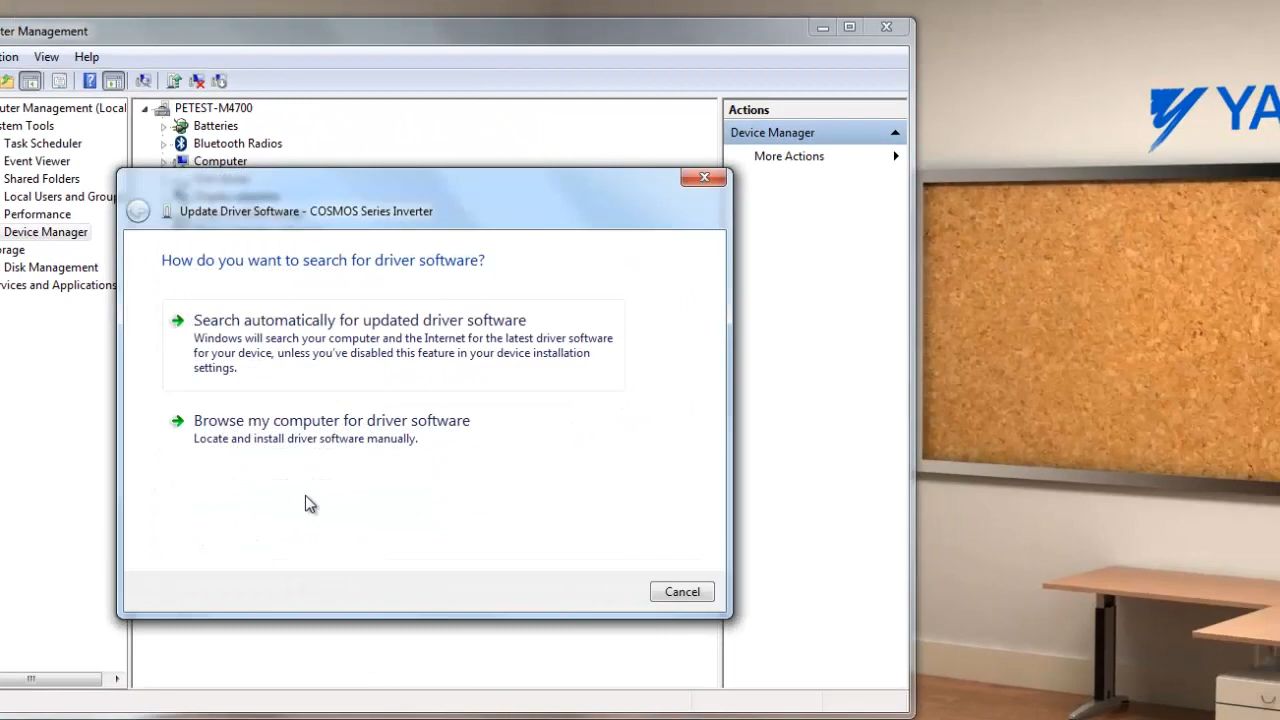 ter Management
tion View Help
uter Management (Local
stem Tools
Task Scheduler
Event Viewer
Shared Folders
Local Users and Group
Performance
Device Manager
orage
Disk Management
rvices and Applications
PETEST-M4700
Batteries
Bluetooth Radios
Computer
Actions
Device Manager
More Actions
Update Driver Software - COSMOS Series Inverter
How do you want to search for driver software?
Search automatically for updated driver software
Windows will search your computer and the Internet for the latest driver software
for your device, unless you've disabled this feature in your device installation
settings.
Browse my computer for driver software
Locate and install driver software manually.
Cancel
YA